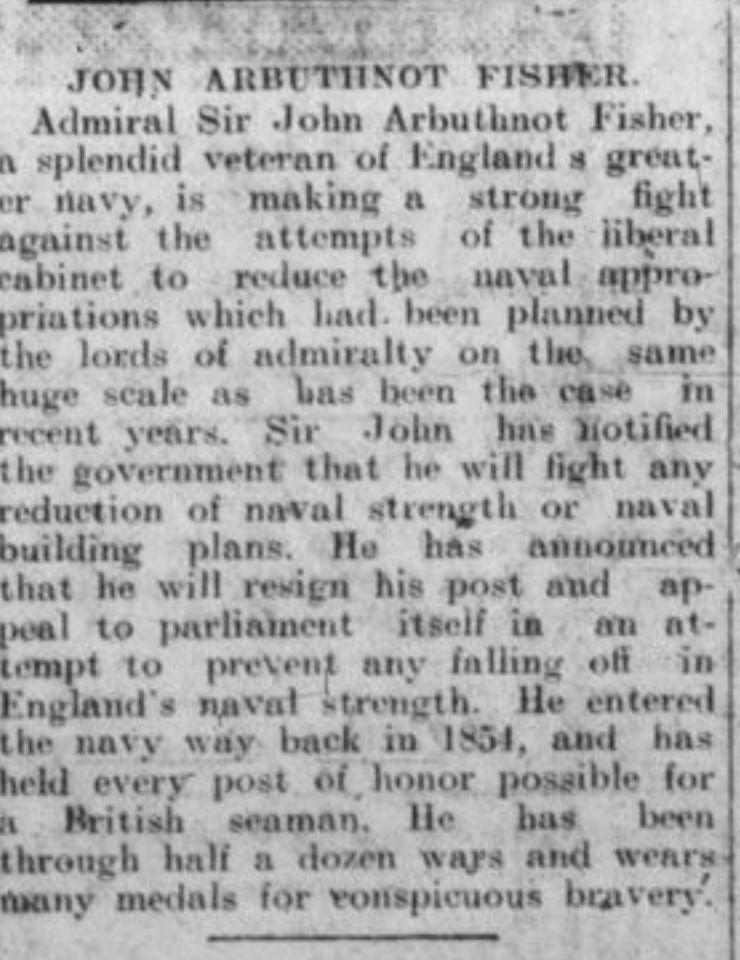 JOHN ARBUTHNOT FISHER.
Admiral Sir John Arbuthnot Fisher,
a splendid veteran of England s great-
er navy, is making a strong fight
against the attempts of the liberal
cabinet to reduce the naval appro-
priations which had been planned by
the lords of admiralty on the same
huge scale as has been the case in
recent years. Sir John has notified
the government that he will fight any
reduction of naval strength or naval
building plans. He has announced
that he will resign his post and ap-
peal to parliament itself in an at-
tempt to prevent any falling off in
England's naval strength. He entered
the navy way back in 1854, and has
held every post of honor possible for
a British seaman. He has been
through half a dozen wars and wears
many medals for conspicuous bravery.